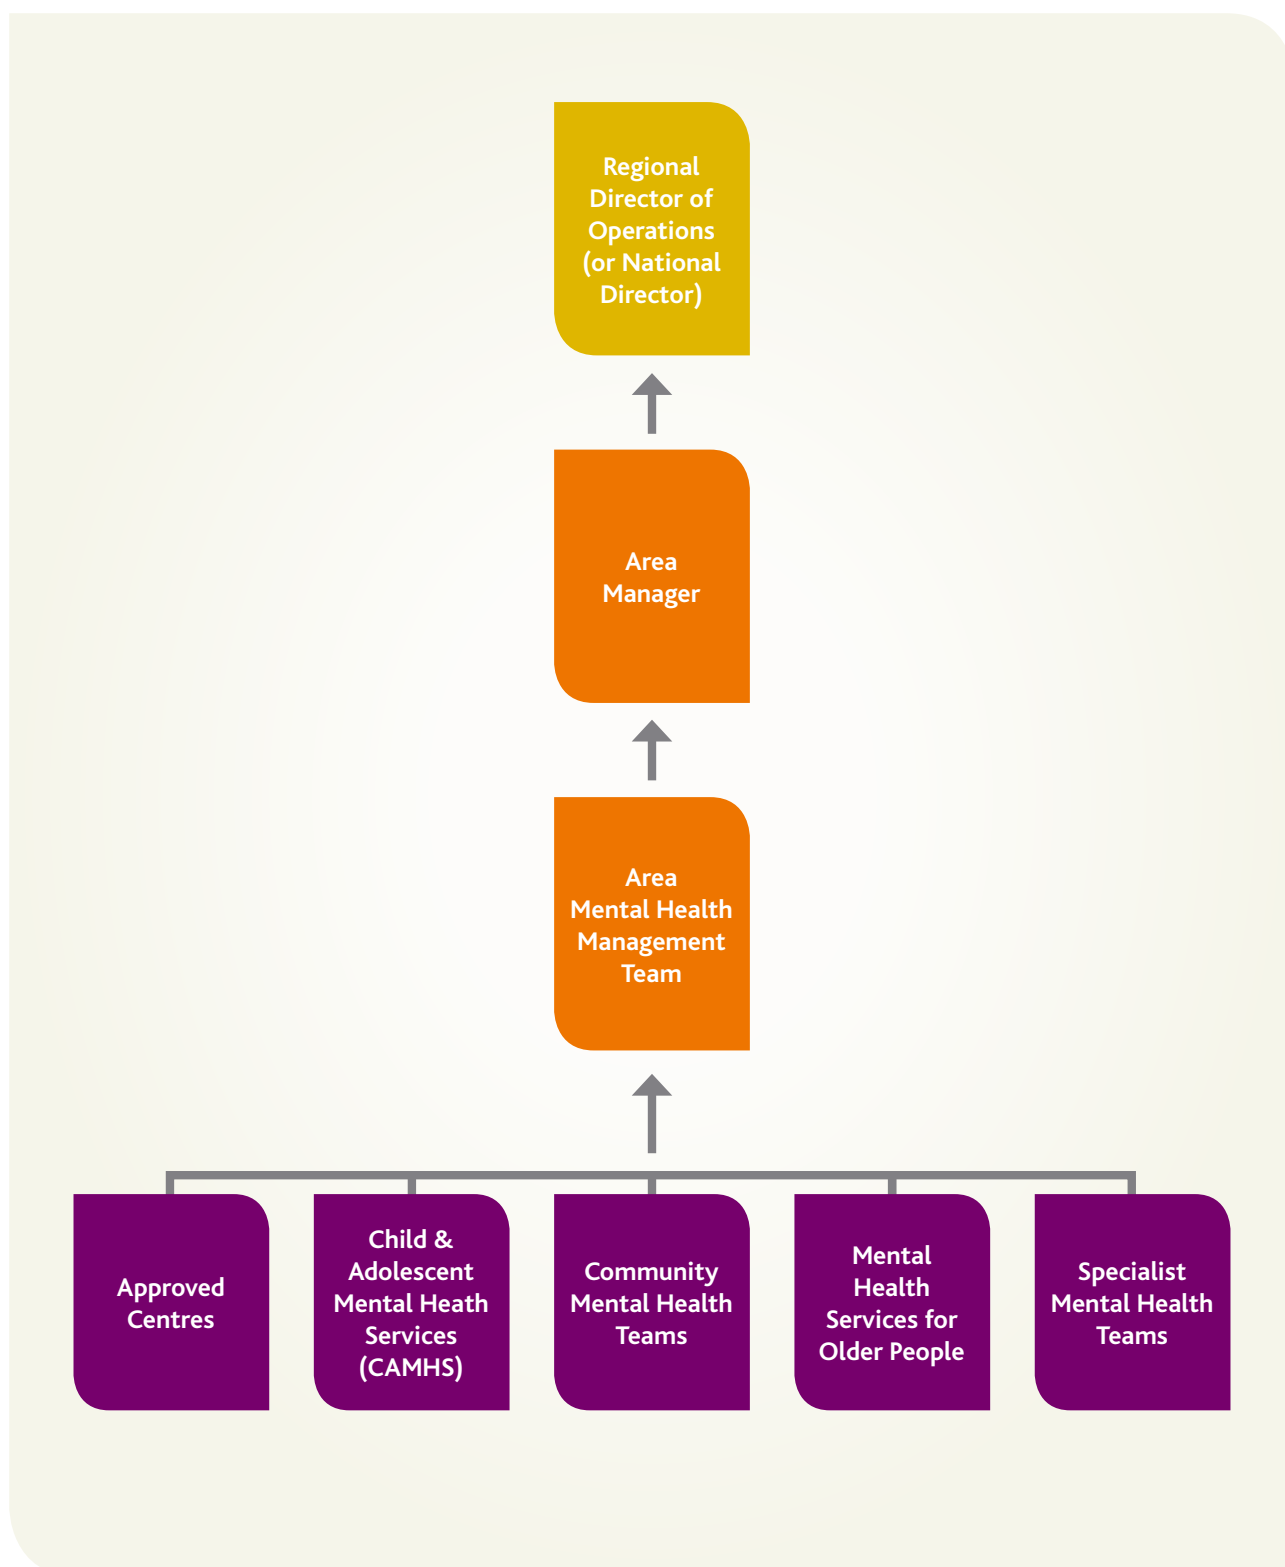 Regional
Director of
Operations
(or National
Director)
Area
Manager
Area
Mental Health
Management
Team
Approved
Centres
Child &
Adolescent
Mental Heath
Services
(CAMHS)
Community
Mental Health
Teams
Mental
Health
Services for
Older People
Specialist
Mental Health
Teams